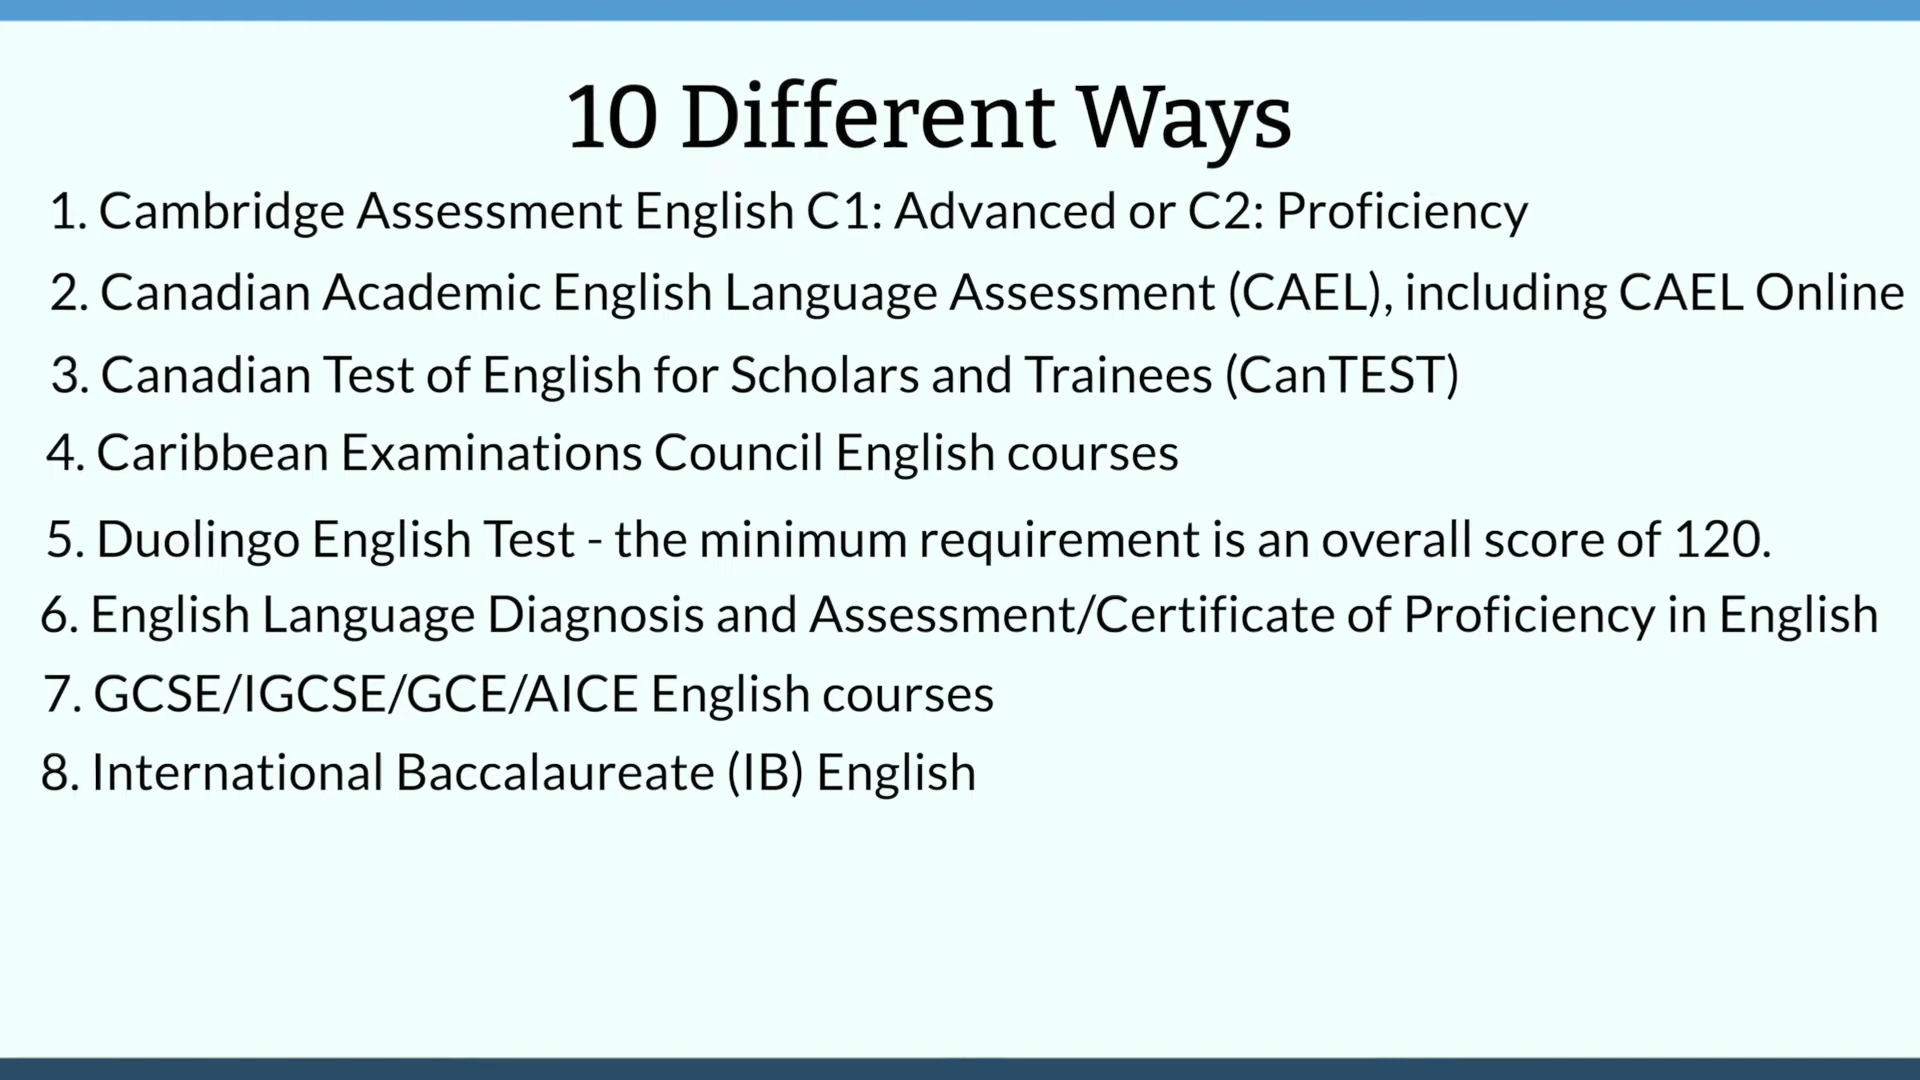 10 Different Ways
1. Cambridge Assessment English C1: Advanced or C2: Proficiency
2. Canadian Academic English Language Assessment (CAEL), including CAEL Online
3. Canadian Test of English for Scholars and Trainees (CanTEST)
4. Caribbean Examinations Council English courses
5. Duolingo English Test - the minimum requirement is an overall score of 120.
6. English Language Diagnosis and Assessment/Certificate of Proficiency in English
7. GCSE/IGCSE/GCE/AICE English courses
8. International Baccalaureate (IB) English